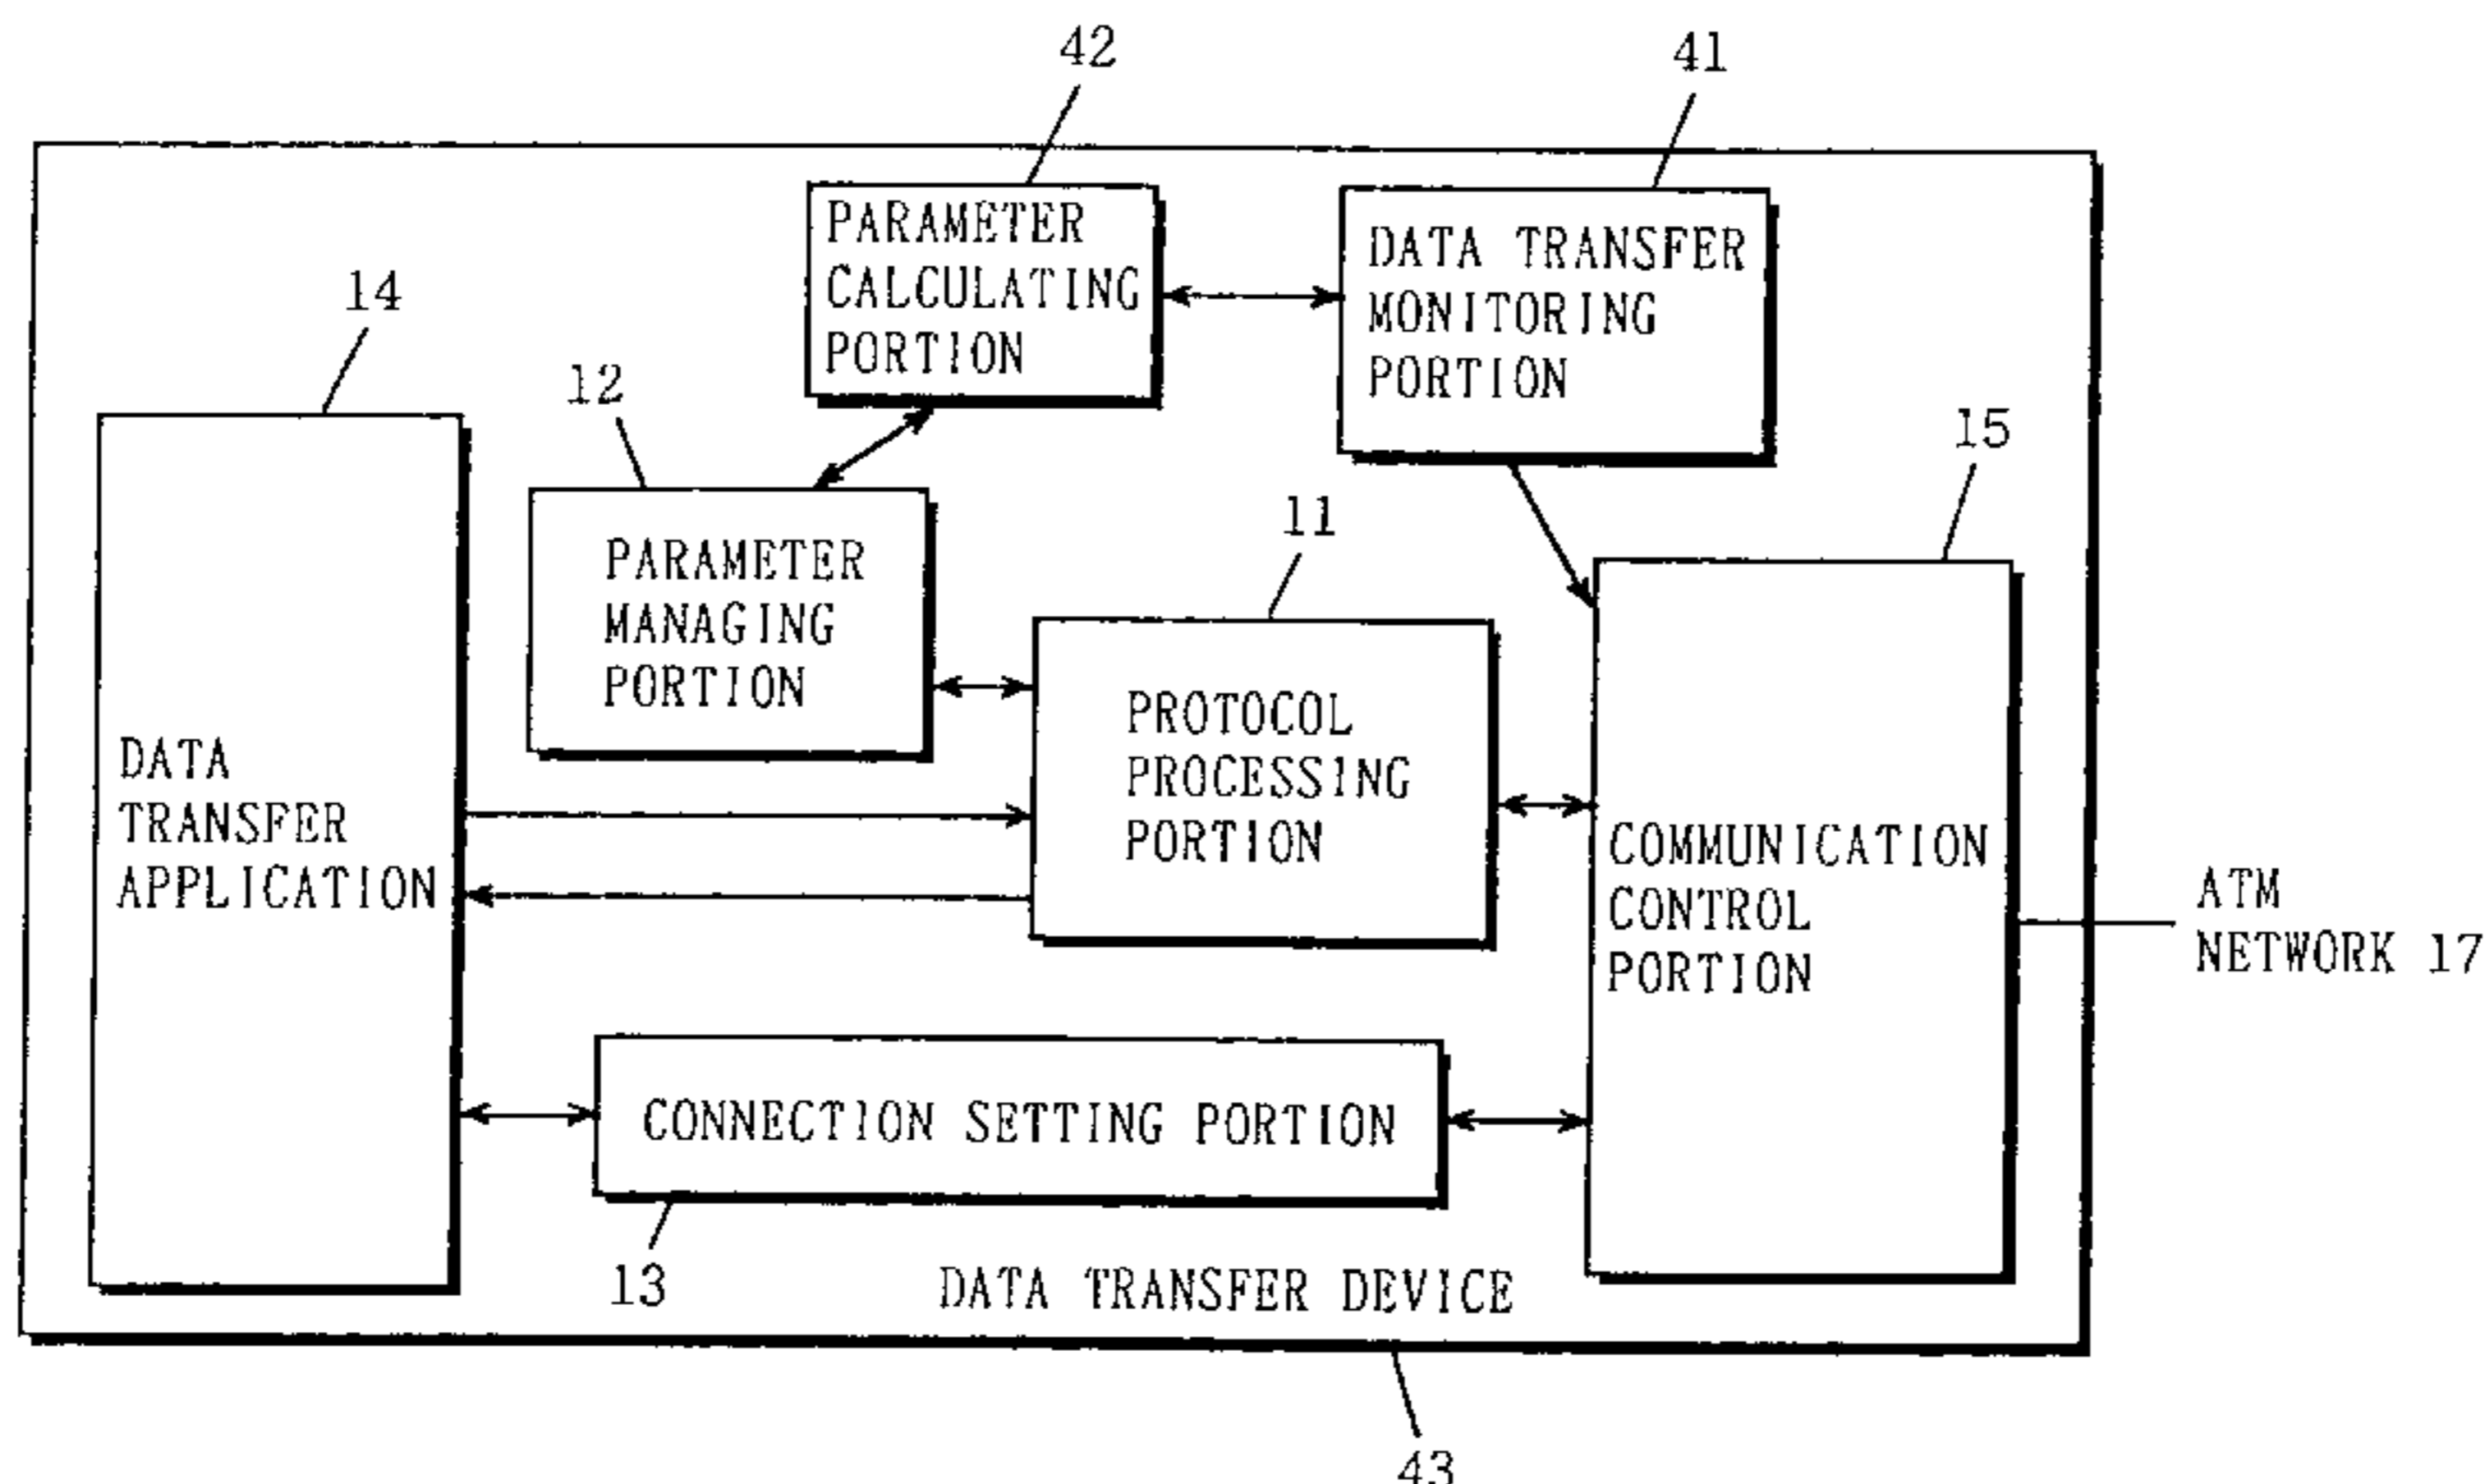 42
41
PARAMETER
CALCULATING
PORTION
DATA TRANSFER
MONITORING
PORTION
14
12
15
PARAMETER
MANAGING
PORTION
11
DATA
TRANSFER
APPLICATION
PROTOCOL
PROCESSING
PORTION
COMMUNICATION
CONTROL
PORTION
ATM
NETWORK 17
CONNECTION SETTING PORTION
13
DATA TRANSFER DEVICE
43